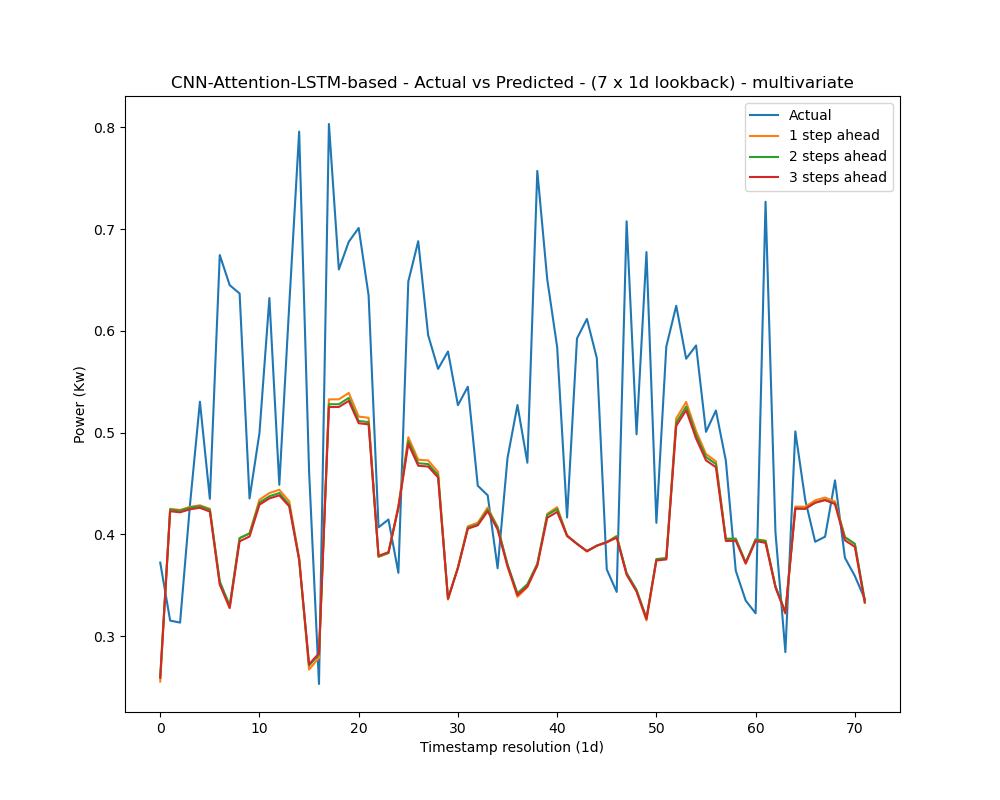 CNN-Attention-LSTM-based - Actual vs Predicted - (7 x 1d lookback) - multivariate
Actual
1 step ahead
2 steps ahead
3 steps ahead
Power (Kw)
0.8
0.7
0.6
0.5
0.4
0.3
0 10 20 30 40 50 60 70
Timestamp resolution (1d)